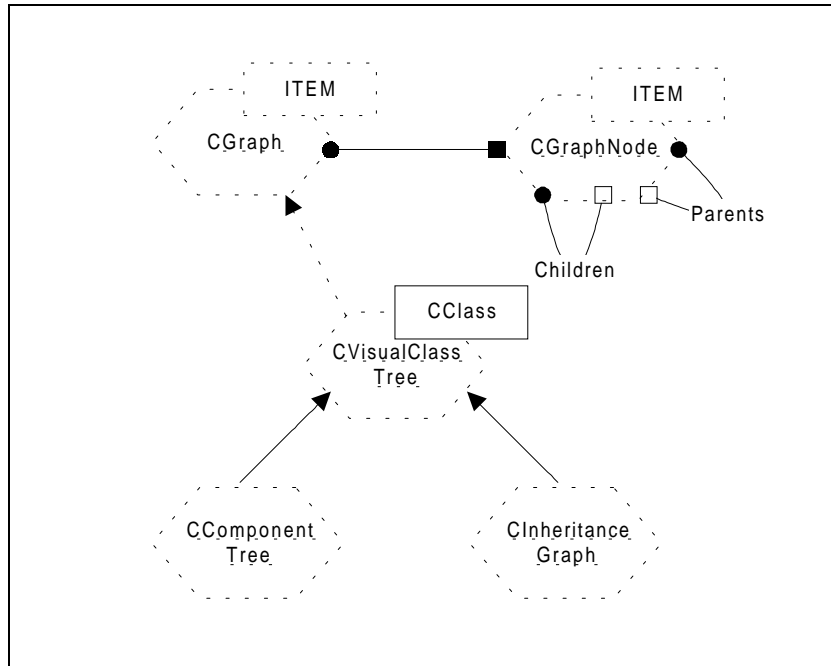 ITEM
CGraph
ITEM
CGraphNode
Parents
Children
CClass
CVisualClass
Tree
CComponent
Tree
CInheritance
Graph